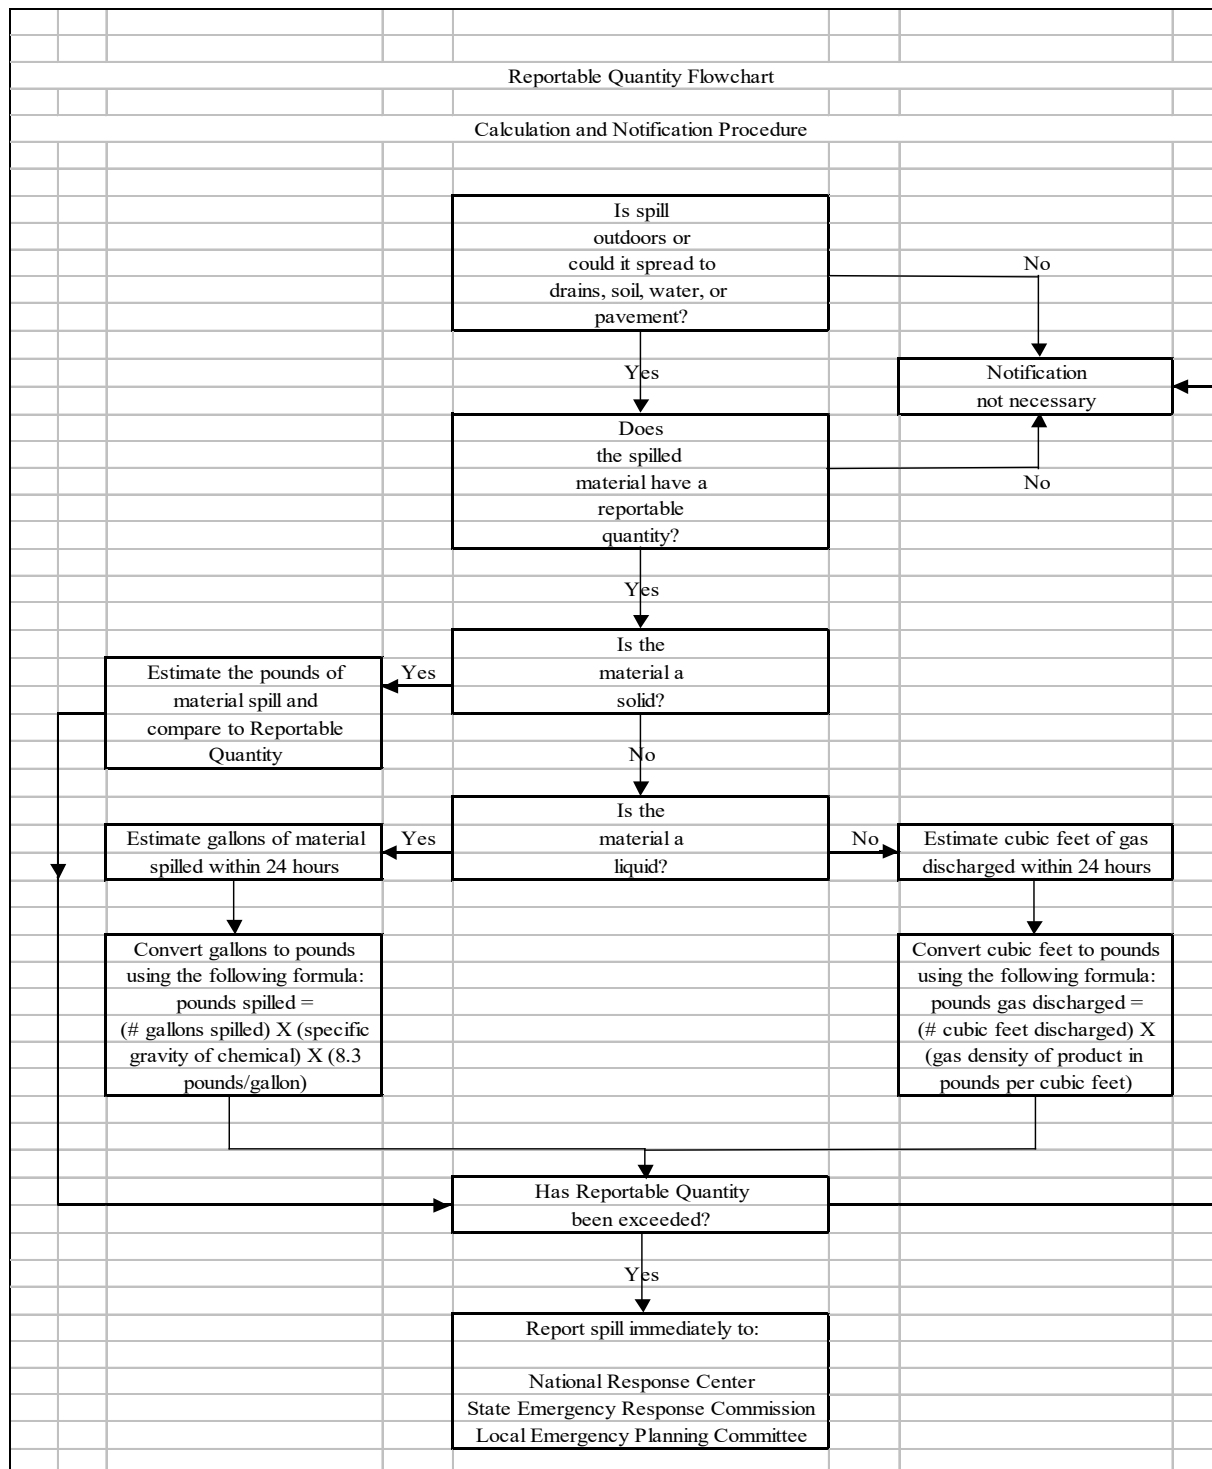 Reportable Quantity Flowchart
Calculation and Notification Procedure
Is spill
outdoors or
could it spread to
drains, soil, water, or
pavement?
No
Yes
Notification
not necessary
Does
the spilled
material have a
reportable
quantity?
No
Yes
Is the
material a
solid?
Yes
Estimate the pounds of
material spill and
compare to Reportable
Quantity
No
Is the
material a
liquid?
Yes
Estimate gallons of material
spilled within 24 hours
No
Estimate cubic feet of gas
discharged within 24 hours
Convert gallons to pounds
using the following formula:
pounds spilled =
(# gallons spilled) X (specific
gravity of chemical) X (8.3
pounds/gallon)
Convert cubic feet to pounds
using the following formula:
pounds gas discharged =
(# cubic feet discharged) X
(gas density of product in
pounds per cubic feet)
Has Reportable Quantity
been exceeded?
Yes
Report spill immediately to:
National Response Center
State Emergency Response Commission
Local Emergency Planning Committee